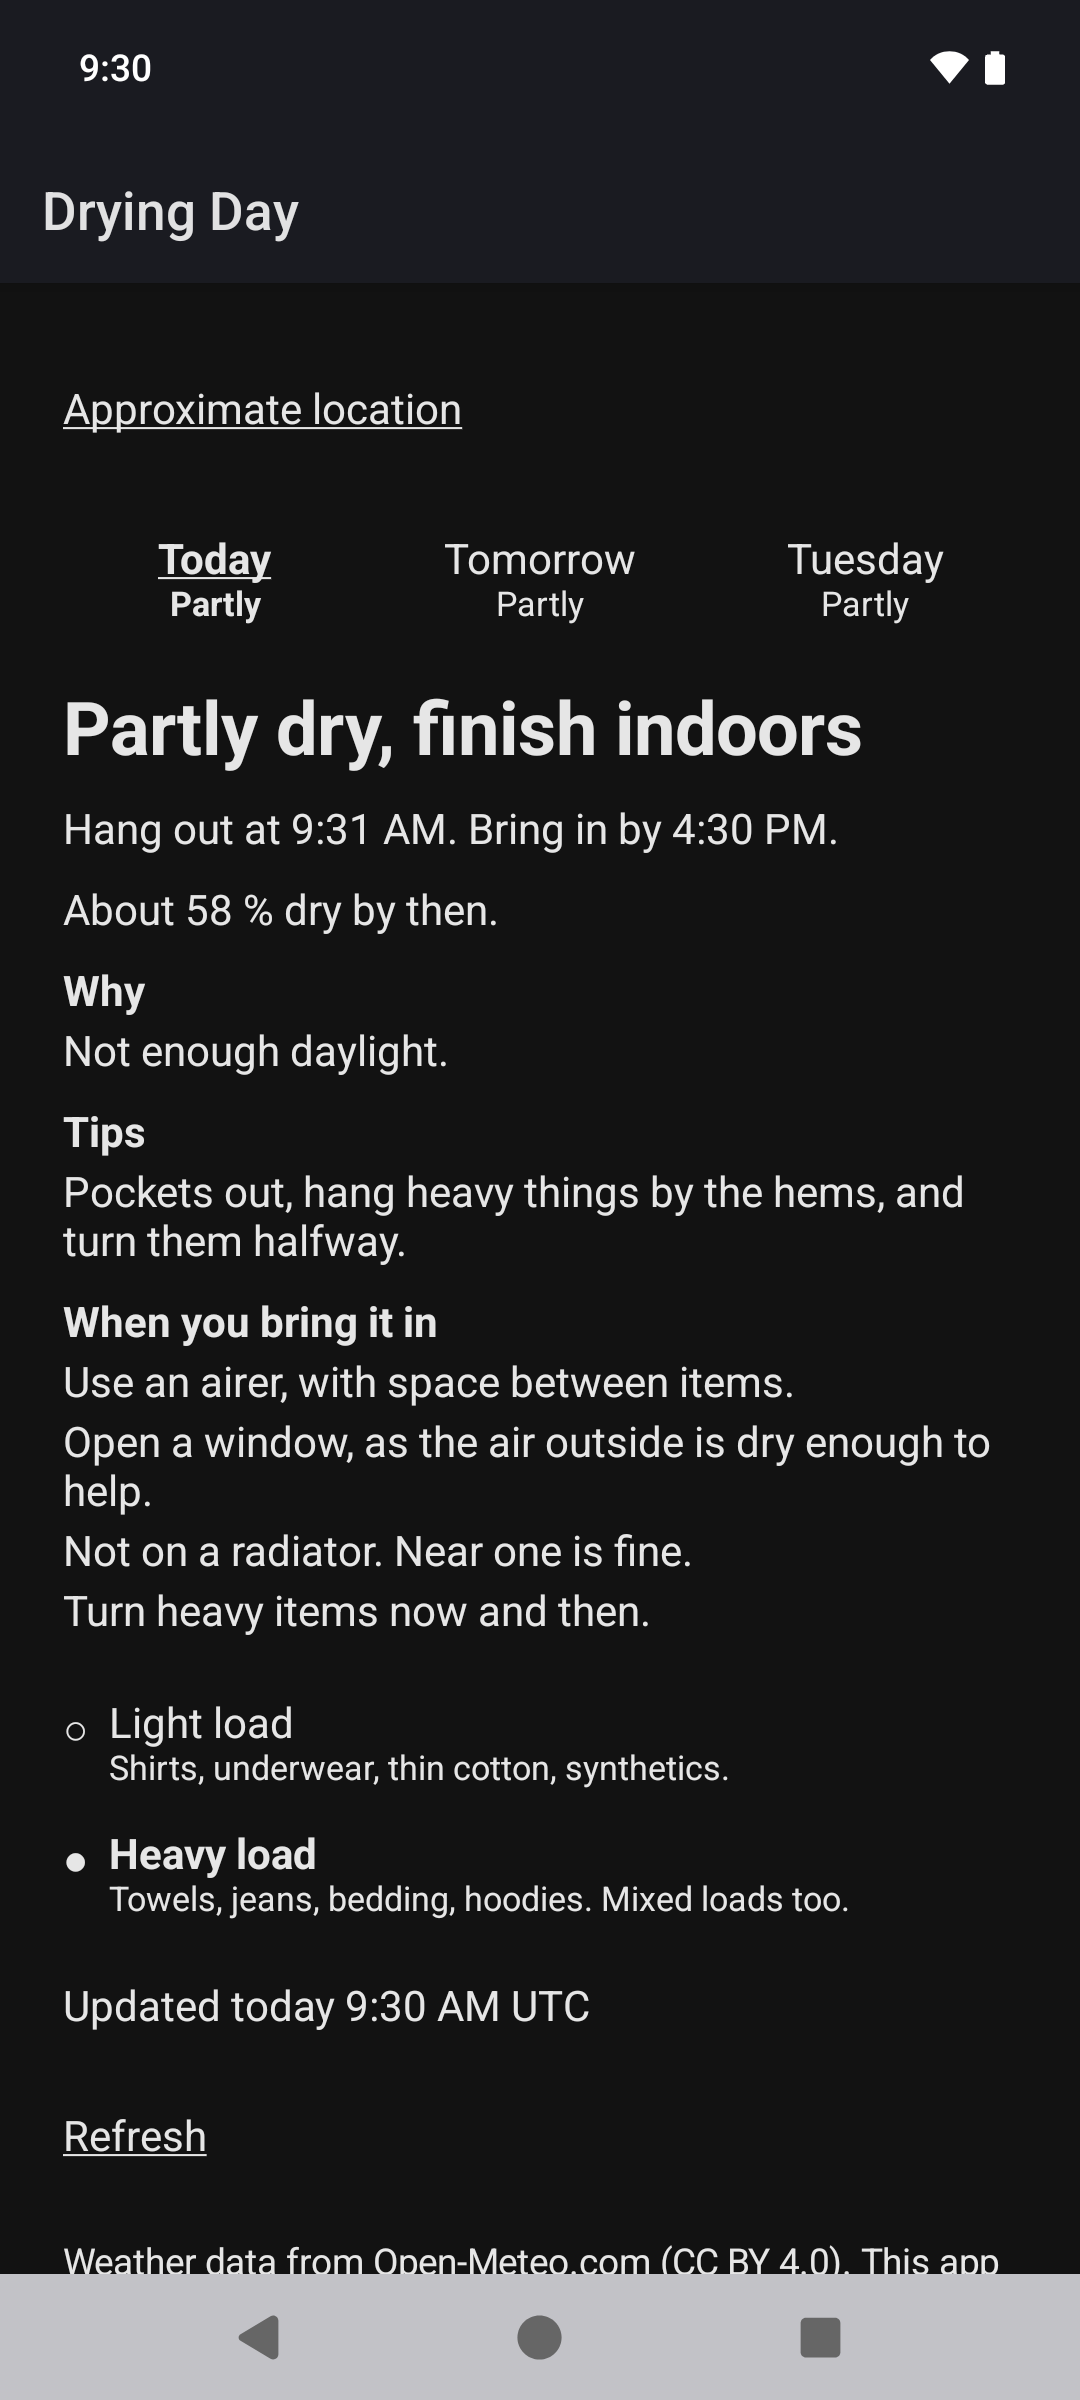 9:30
Drying Day
Approximate location
Today Tomorrow Tuesday
Partly Partly Partly
Partly dry, finish indoors
Hang out at 9:31 AM. Bring in by 4:30 PM.
About 58 % dry by then.
Why
Not enough daylight.
Tips
Pockets out, hang heavy things by the hems, and
turn them halfway.
When you bring it in
Use an airer, with space between items.
Open a window, as the air outside is dry enough to
help.
Not on a radiator. Near one is fine.
Turn heavy items now and then.
Light load
Shirts, underwear, thin cotton, synthetics.
Heavy load
Towels, jeans, bedding, hoodies. Mixed loads too.
Updated today 9:30 AM UTC
Refresh
Weather data from Open-Meteo.com (CC BY 4.0). This app